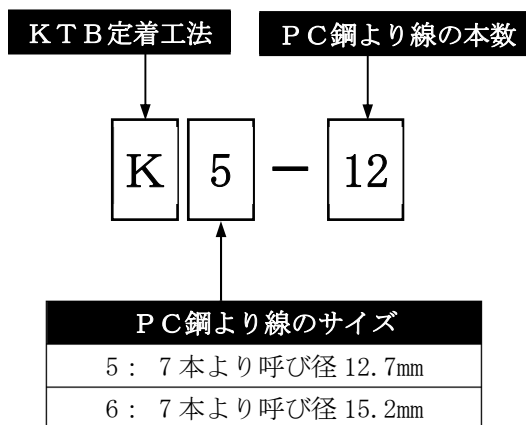 ＫＴＢ定着工法
ＰＣ鋼より線の本数
K 5 － 12
ＰＣ鋼より線のサイズ
5： 7本より呼び径12.7mm
6： 7本より呼び径15.2mm